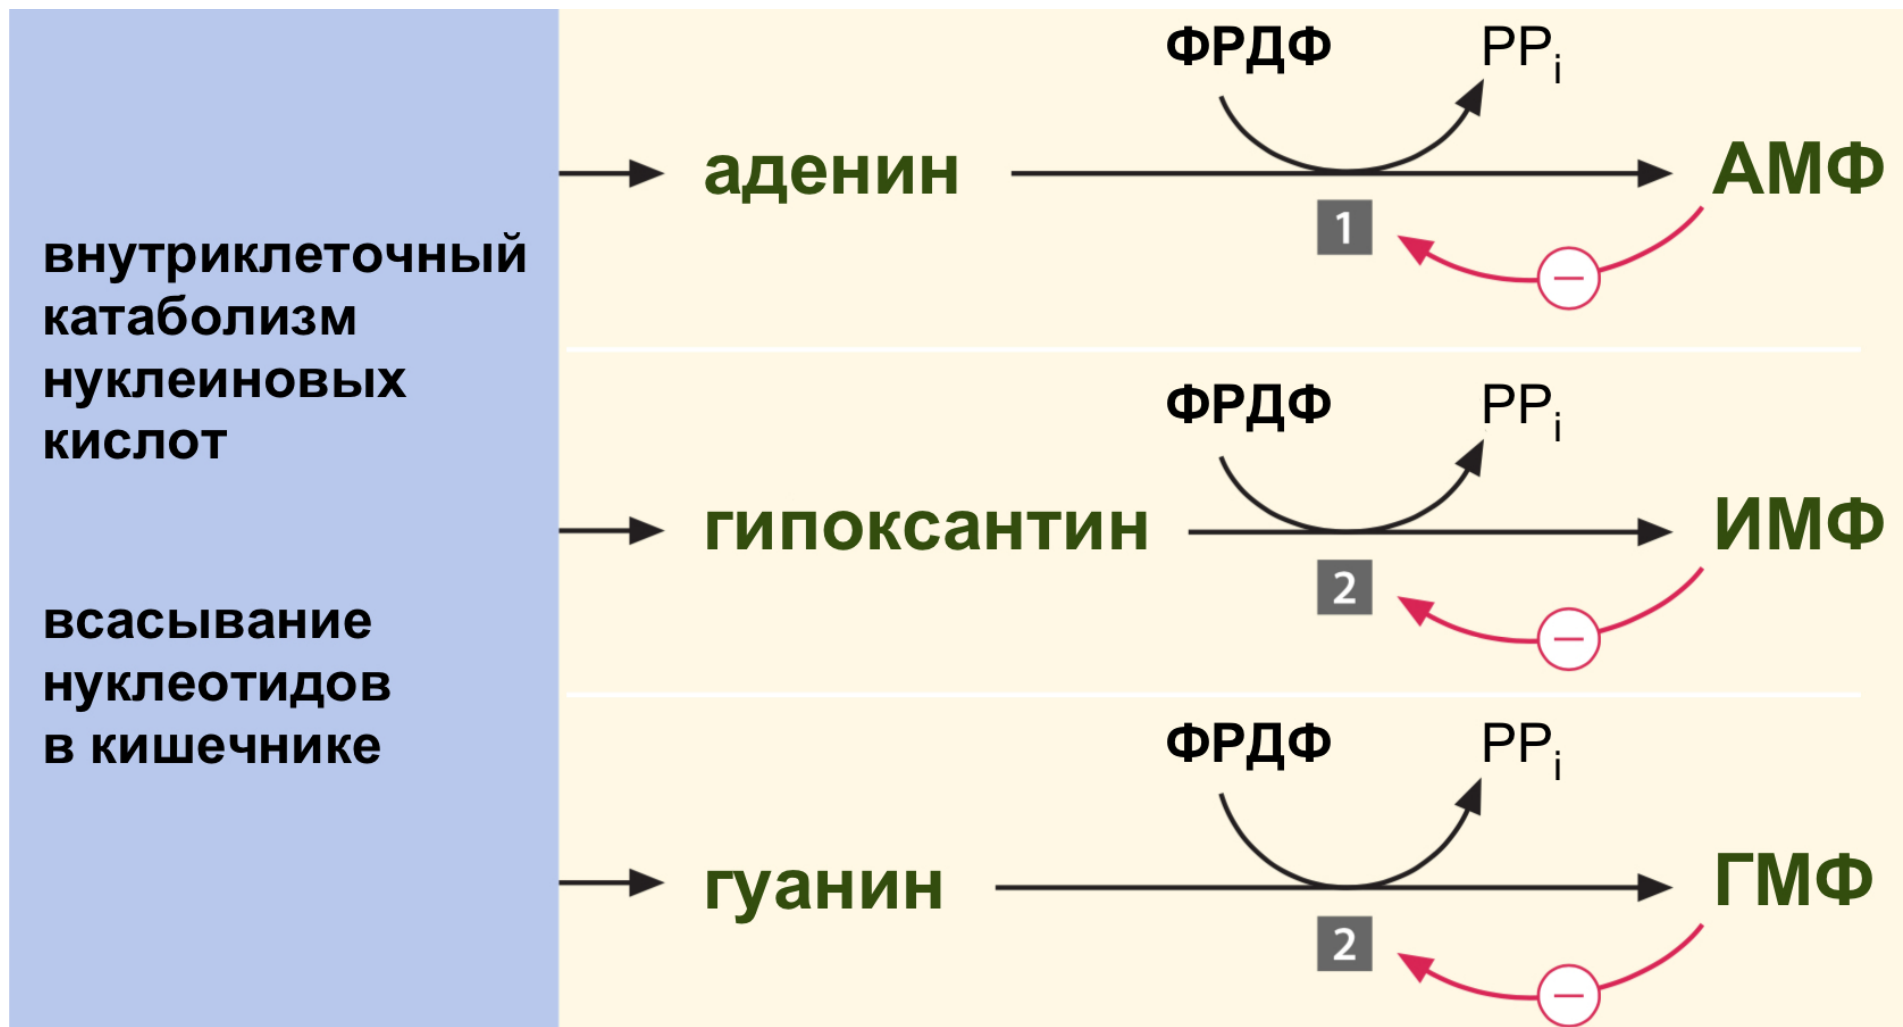 внутриклеточный
катаболизм
нуклеиновых
кислот
всасывание
нуклеотидов
в кишечнике
ФРДФ PPi
аденин АМФ
1
−
ФРДФ PPi
гипоксантин ИМФ
2
−
ФРДФ PPi
гуанин ГМФ
2
−